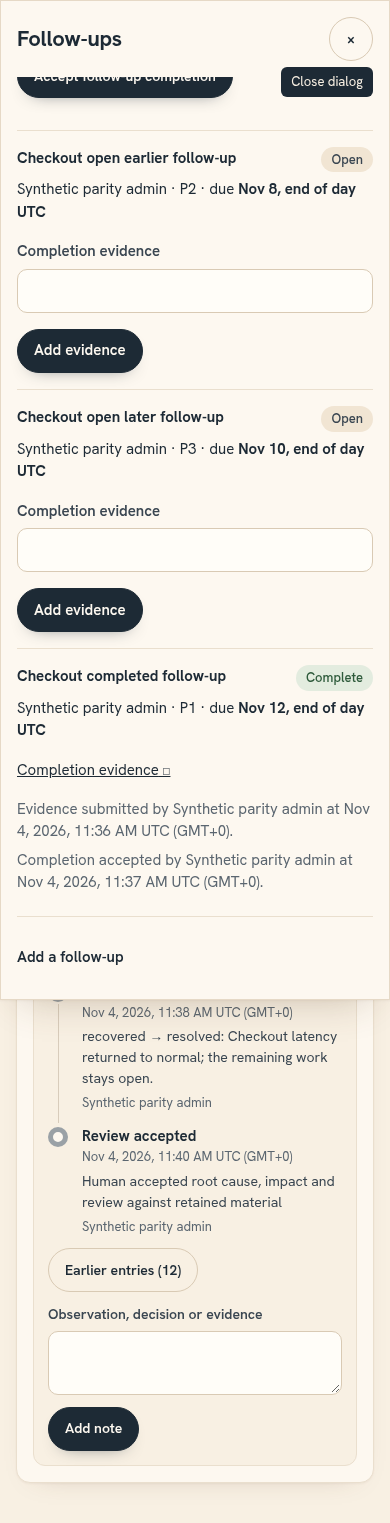 Follow-ups
×
Accept follow-up completion
Close dialog
Checkout open earlier follow-up
Open
Synthetic parity admin · P2 · due Nov 8, end of day
UTC
Completion evidence
Add evidence
Checkout open later follow-up
Open
Synthetic parity admin · P3 · due Nov 10, end of day
UTC
Completion evidence
Add evidence
Checkout completed follow-up
Complete
Synthetic parity admin · P1 · due Nov 12, end of day
UTC
Completion evidence
Evidence submitted by Synthetic parity admin at Nov
4, 2026, 11:36 AM UTC (GMT+0).
Completion accepted by Synthetic parity admin at
Nov 4, 2026, 11:37 AM UTC (GMT+0).
Add a follow-up
Nov 4, 2026, 11:38 AM UTC (GMT+0)
recovered → resolved: Checkout latency
returned to normal; the remaining work
stays open.
Synthetic parity admin
Review accepted
Nov 4, 2026, 11:40 AM UTC (GMT+0)
Human accepted root cause, impact and
review against retained material
Synthetic parity admin
Earlier entries (12)
Observation, decision or evidence
Add note